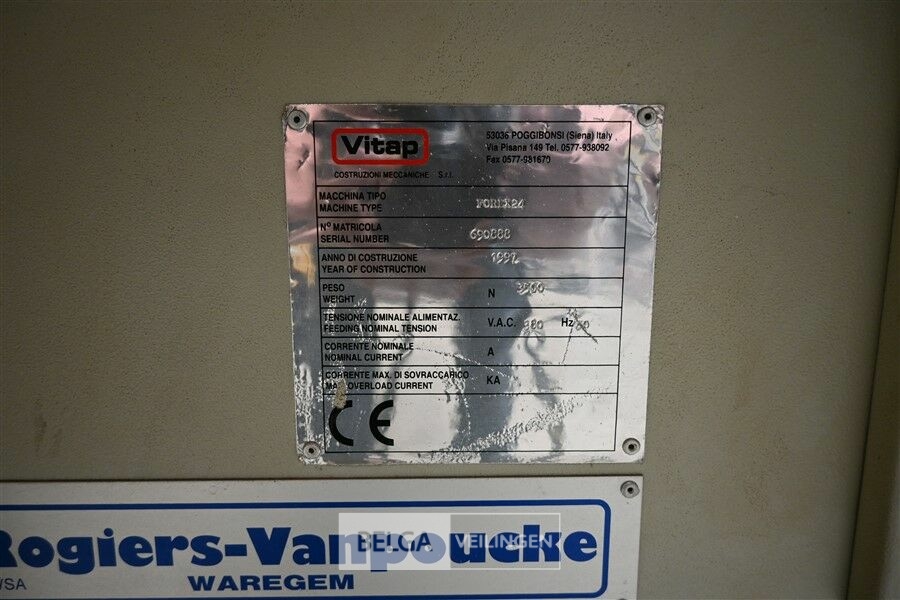 Vitap
COSTRUZIONI MECCANICHE S.r.l.
53036 POGGIBONSI (Siena) Italy
Via Pisana 149 Tel. 0577-938092
Fax 0577-981670
MACCHINA TIPO
MACHINE TYPE
N° MATRICOLA
SERIAL NUMBER
690888
ANNO DI COSTRUZIONE
YEAR OF CONSTRUCTION
PESO
WEIGHT
N
TENSIONE NOMINALE ALIMENTAZ.
FEEDING NOMINAL TENSION
V.A.C. Hz
CORRENTE NOMINALE
NOMINAL CURRENT
A
CORRENTE MAX. DI SOVRACCARICO
MAX OVERLOAD CURRENT
KA
CE
Rogiers-Vanpoucke
WAREGEM
BELGA VEILINGEN